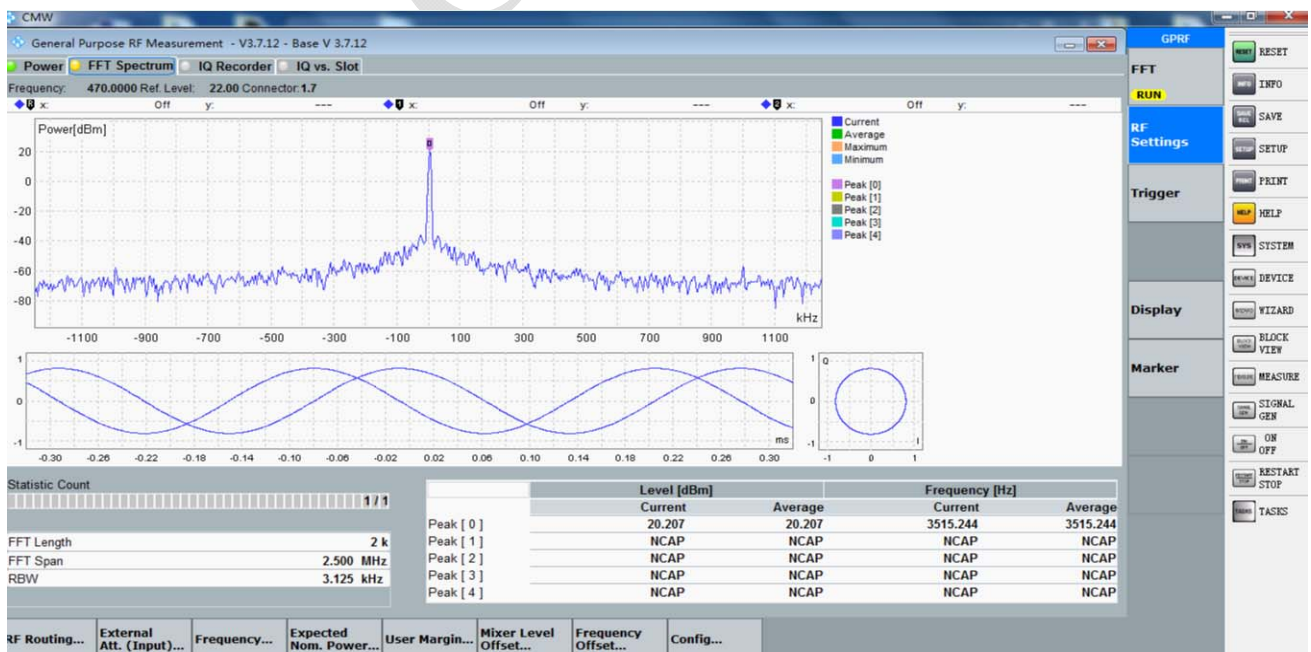 CMW
General Purpose RF Measurement - V3.7.12 - Base V 3.7.12
Power FFT Spectrum IQ Recorder IQ vs. Slot
Frequency: 470.0000 Ref. Level: 22.00 Connector: 1.7
x: Off y: --- x: Off y: --- x: Off y: ---
Power[dBm]
20
0
-20
-40
-60
-80
kHz
-1100 -900 -700 -500 -300 -100 100 300 500 700 900 1100
Current
Average
Maximum
Minimum
Peak [0]
Peak [1]
Peak [2]
Peak [3]
Peak [4]
1
0
-1
ms
-0.30 -0.26 -0.22 -0.18 -0.14 -0.10 -0.06 -0.02 0.02 0.06 0.10 0.14 0.18 0.22 0.26 0.30
1 Q
0
-1 I
-1 0 1
Statistic Count
1 / 1
FFT Length 2 k
FFT Span 2.500 MHz
RBW 3.125 kHz
Level [dBm] Frequency [Hz]
Current Average Current Average
Peak [ 0 ] 20.207 20.207 3515.244 3515.244
Peak [ 1 ] NCAP NCAP NCAP NCAP
Peak [ 2 ] NCAP NCAP NCAP NCAP
Peak [ 3 ] NCAP NCAP NCAP NCAP
Peak [ 4 ] NCAP NCAP NCAP NCAP
RF Routing... External Att. (Input)... Frequency... Expected Nom. Power... User Margin... Mixer Level Offset... Frequency Offset... Config...
GPRF
FFT
RUN
RF
Settings
Trigger
Display
Marker
RESET
INFO
SAVE
SETUP
PRINT
HELP
SYSTEM
DEVICE
WIZARD
BLOCK
VIEW
MEASURE
SIGNAL
GEN
ON
OFF
RESTART
STOP
TASKS